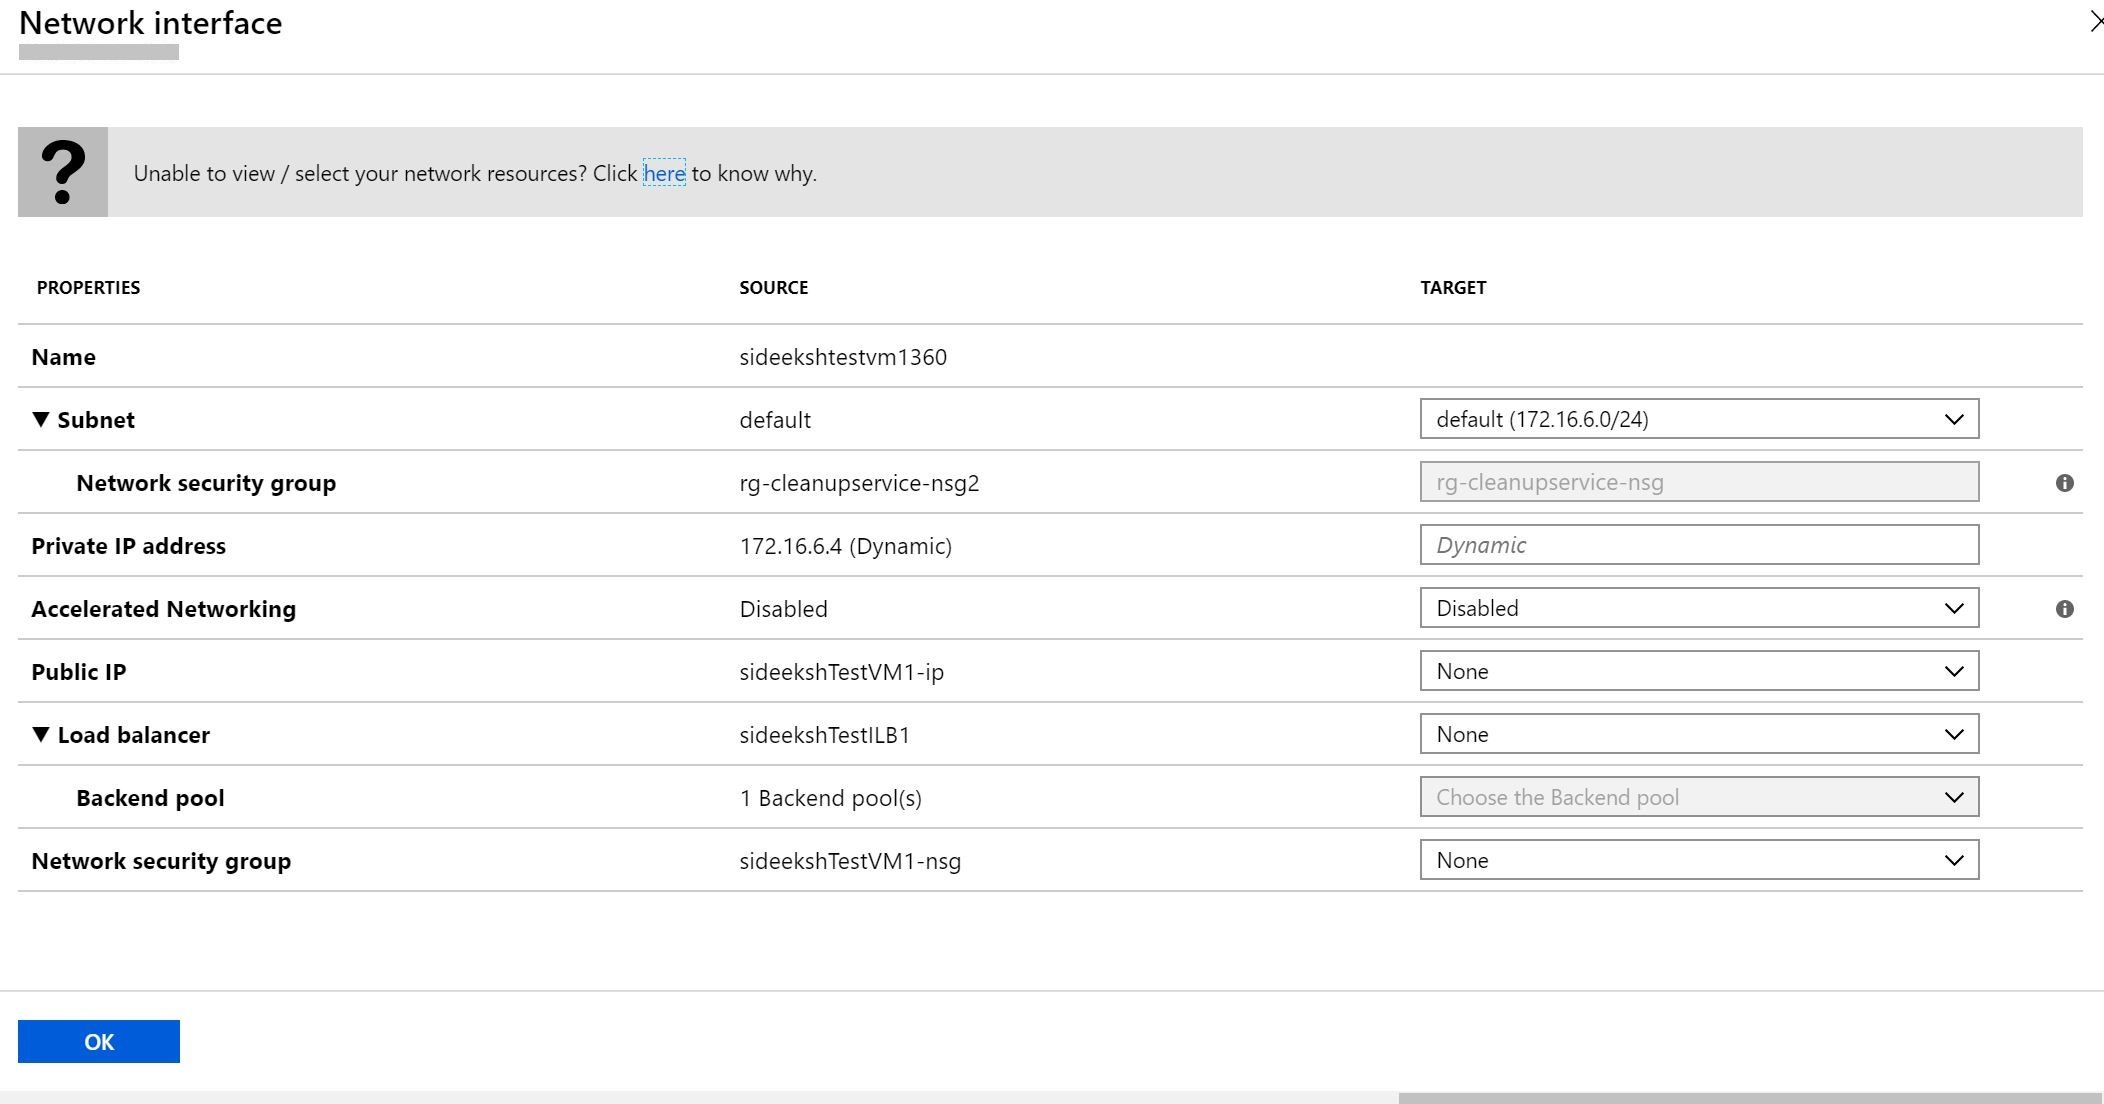 Network interface
Unable to view / select your network resources? Click here to know why.
PROPERTIES SOURCE TARGET
Name sideekshtestvm1360
▼ Subnet default default (172.16.6.0/24)
Network security group rg-cleanupservice-nsg2 rg-cleanupservice-nsg
Private IP address 172.16.6.4 (Dynamic) Dynamic
Accelerated Networking Disabled Disabled
Public IP sideekshTestVM1-ip None
▼ Load balancer sideekshTestILB1 None
Backend pool 1 Backend pool(s) Choose the Backend pool
Network security group sideekshTestVM1-nsg None
OK